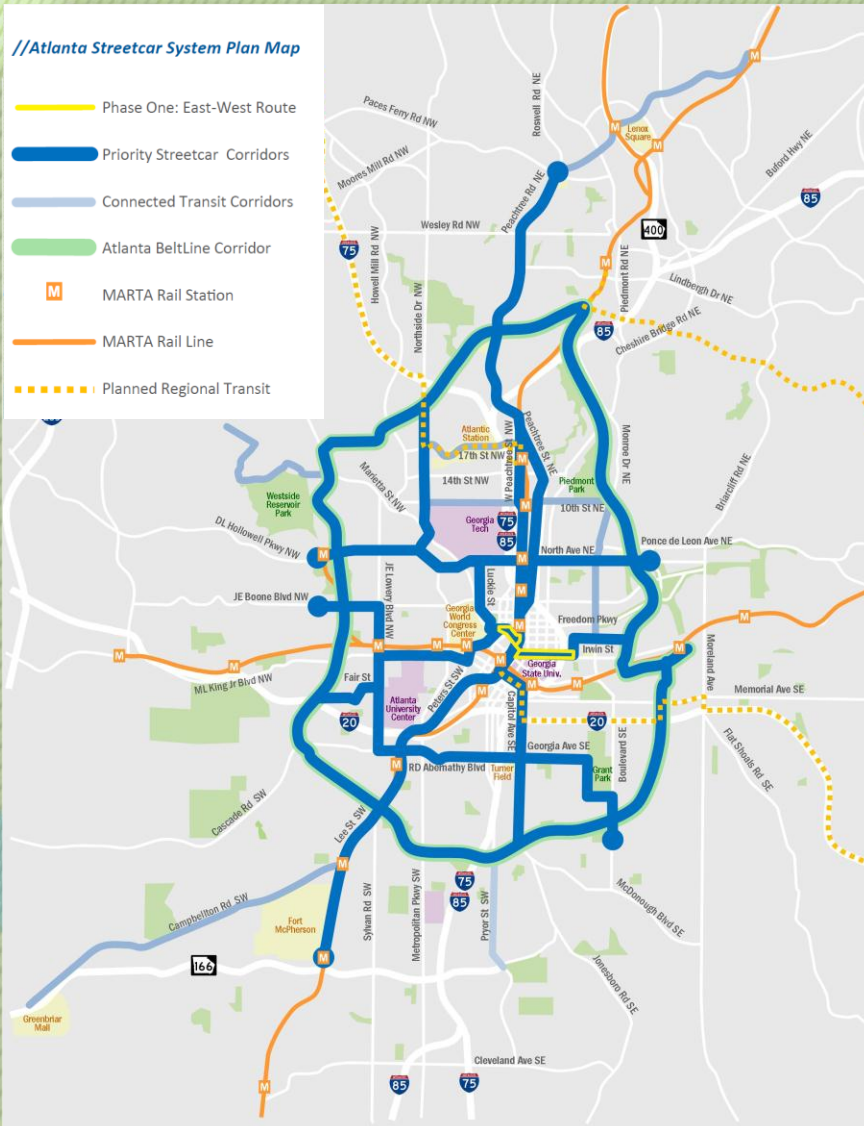 //Atlanta Streetcar System Plan Map
Phase One: East-West Route
Priority Streetcar Corridors
Connected Transit Corridors
Atlanta BeltLine Corridor
M
MARTA Rail Station
MARTA Rail Line
Planned Regional Transit
Paces Ferry Rd NW
Roswell Rd NE
Lenox
Square
Buford Hwy NE
Moores Mill Rd NW
Peachtree Rd NE
85
Wesley Rd NW
400
75
Howell Mill Rd NW
Piedmont Rd NE
Lindbergh Dr NE
Northside Dr NW
85
Cheshire Bridge Rd NE
Atlantic
Station
17th St NW
W Peachtree St NW
Peachtree St NE
Monroe Dr NE
Briarcliff Rd NE
Marietta St NW
14th St NW
Piedmont
Park
10th St NE
Westside
Reservoir
Park
Georgia
Tech
75
85
DL Hollowell Pkwy NW
North Ave NE
Ponce de Leon Ave NE
JE Boone Blvd NW
JE Lowery Blvd NW
Luckie St
Georgia
World
Congress
Center
Freedom Pkwy
Irwin St
Georgia
State Univ.
Moreland Ave
ML King Jr Blvd NW
Fair St
Atlanta
University
Center
Peters St SW
Capitol Ave SE
Memorial Ave SE
20
20
Georgia Ave SE
Boulevard SE
Flat Shoals Rd SE
RD Abernathy Blvd
Turner
Field
Grant
Park
Cascade Rd SW
Lee St SW
75
85
McDonough Blvd SE
Campbellton Rd SW
Fort
McPherson
Sylvan Rd SW
Metropolitan Pkwy SW
Pryor St SW
166
Jonesboro Rd SE
Greenbriar
Mall
Cleveland Ave SE
85
75